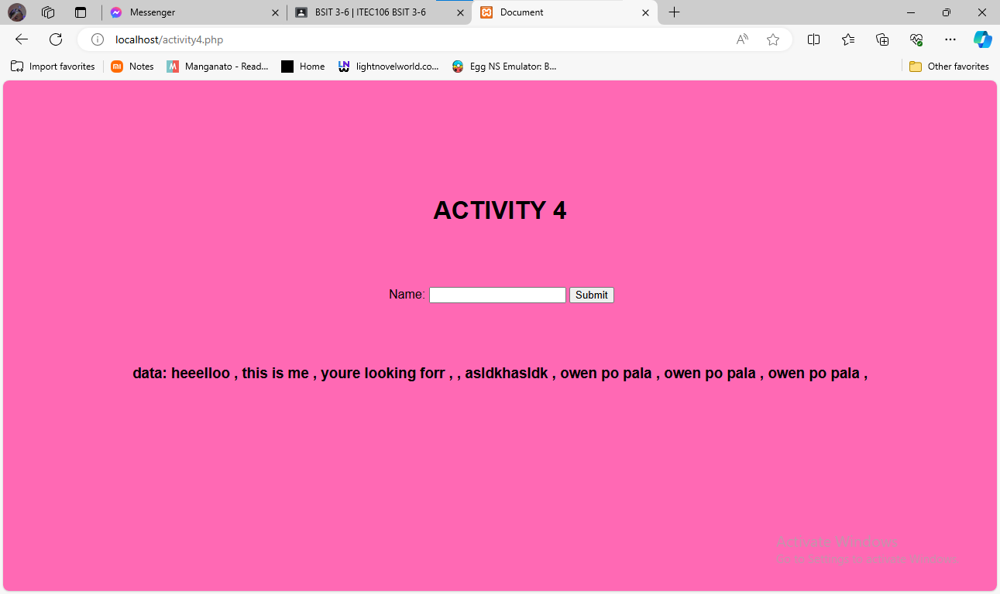 Messenger
BSIT 3-6 | ITEC106 BSIT 3-6
Document
localhost/activity4.php
Import favorites
Notes
Manganato - Read...
Home
lightnovelworld.co...
Egg NS Emulator: B...
Other favorites
ACTIVITY 4
Name:
Submit
data: heeelloo , this is me , youre looking forr , , asldkhasldk , owen po pala , owen po pala , owen po pala ,
Activate Windows
Go to Settings to activate Windows.